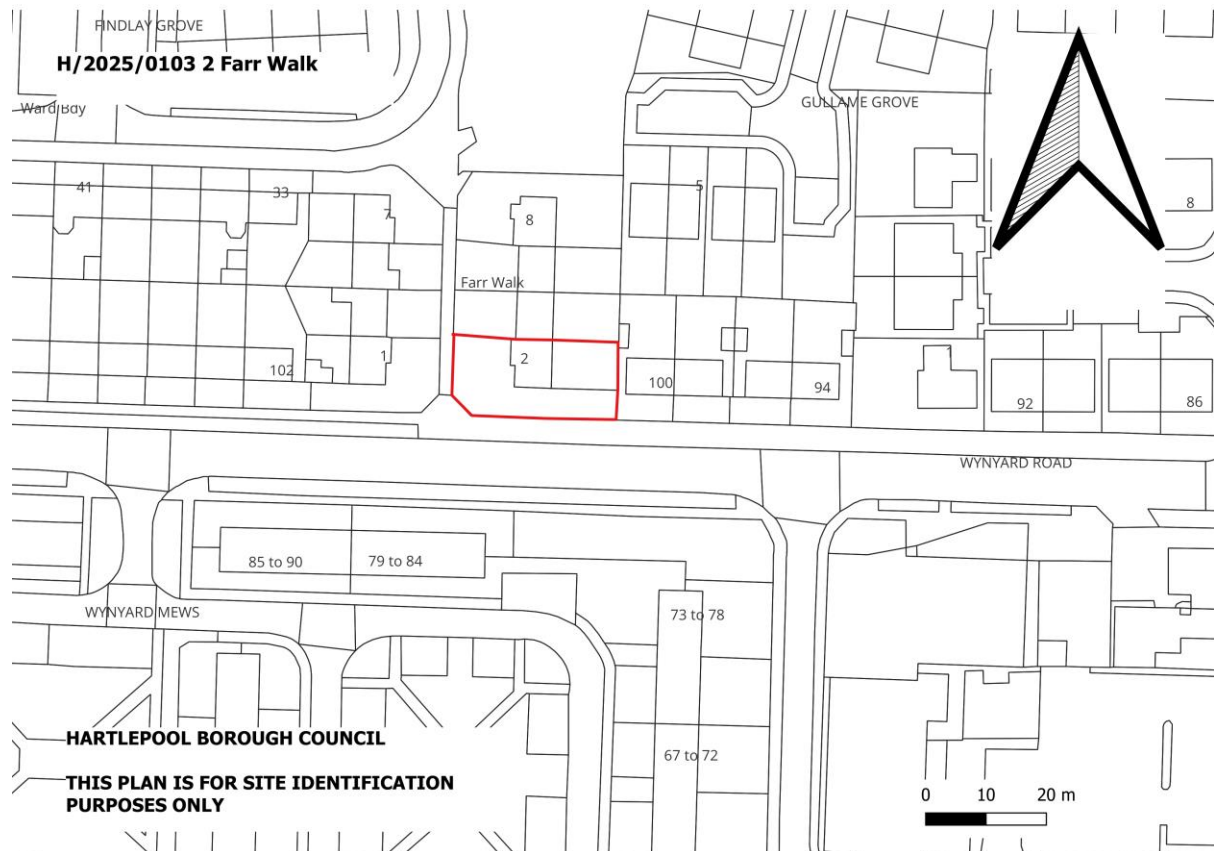 FINDLAY GROVE
H/2025/0103 2 Farr Walk
Ward Bdy
GULLAME GROVE
41
33
7
8
5
8
Farr Walk
1
2
102
100
94
1
92
86
WYNYARD ROAD
85 to 90
79 to 84
WYNYARD MEWS
73 to 78
67 to 72
HARTLEPOOL BOROUGH COUNCIL
THIS PLAN IS FOR SITE IDENTIFICATION
PURPOSES ONLY
0 10 20 m